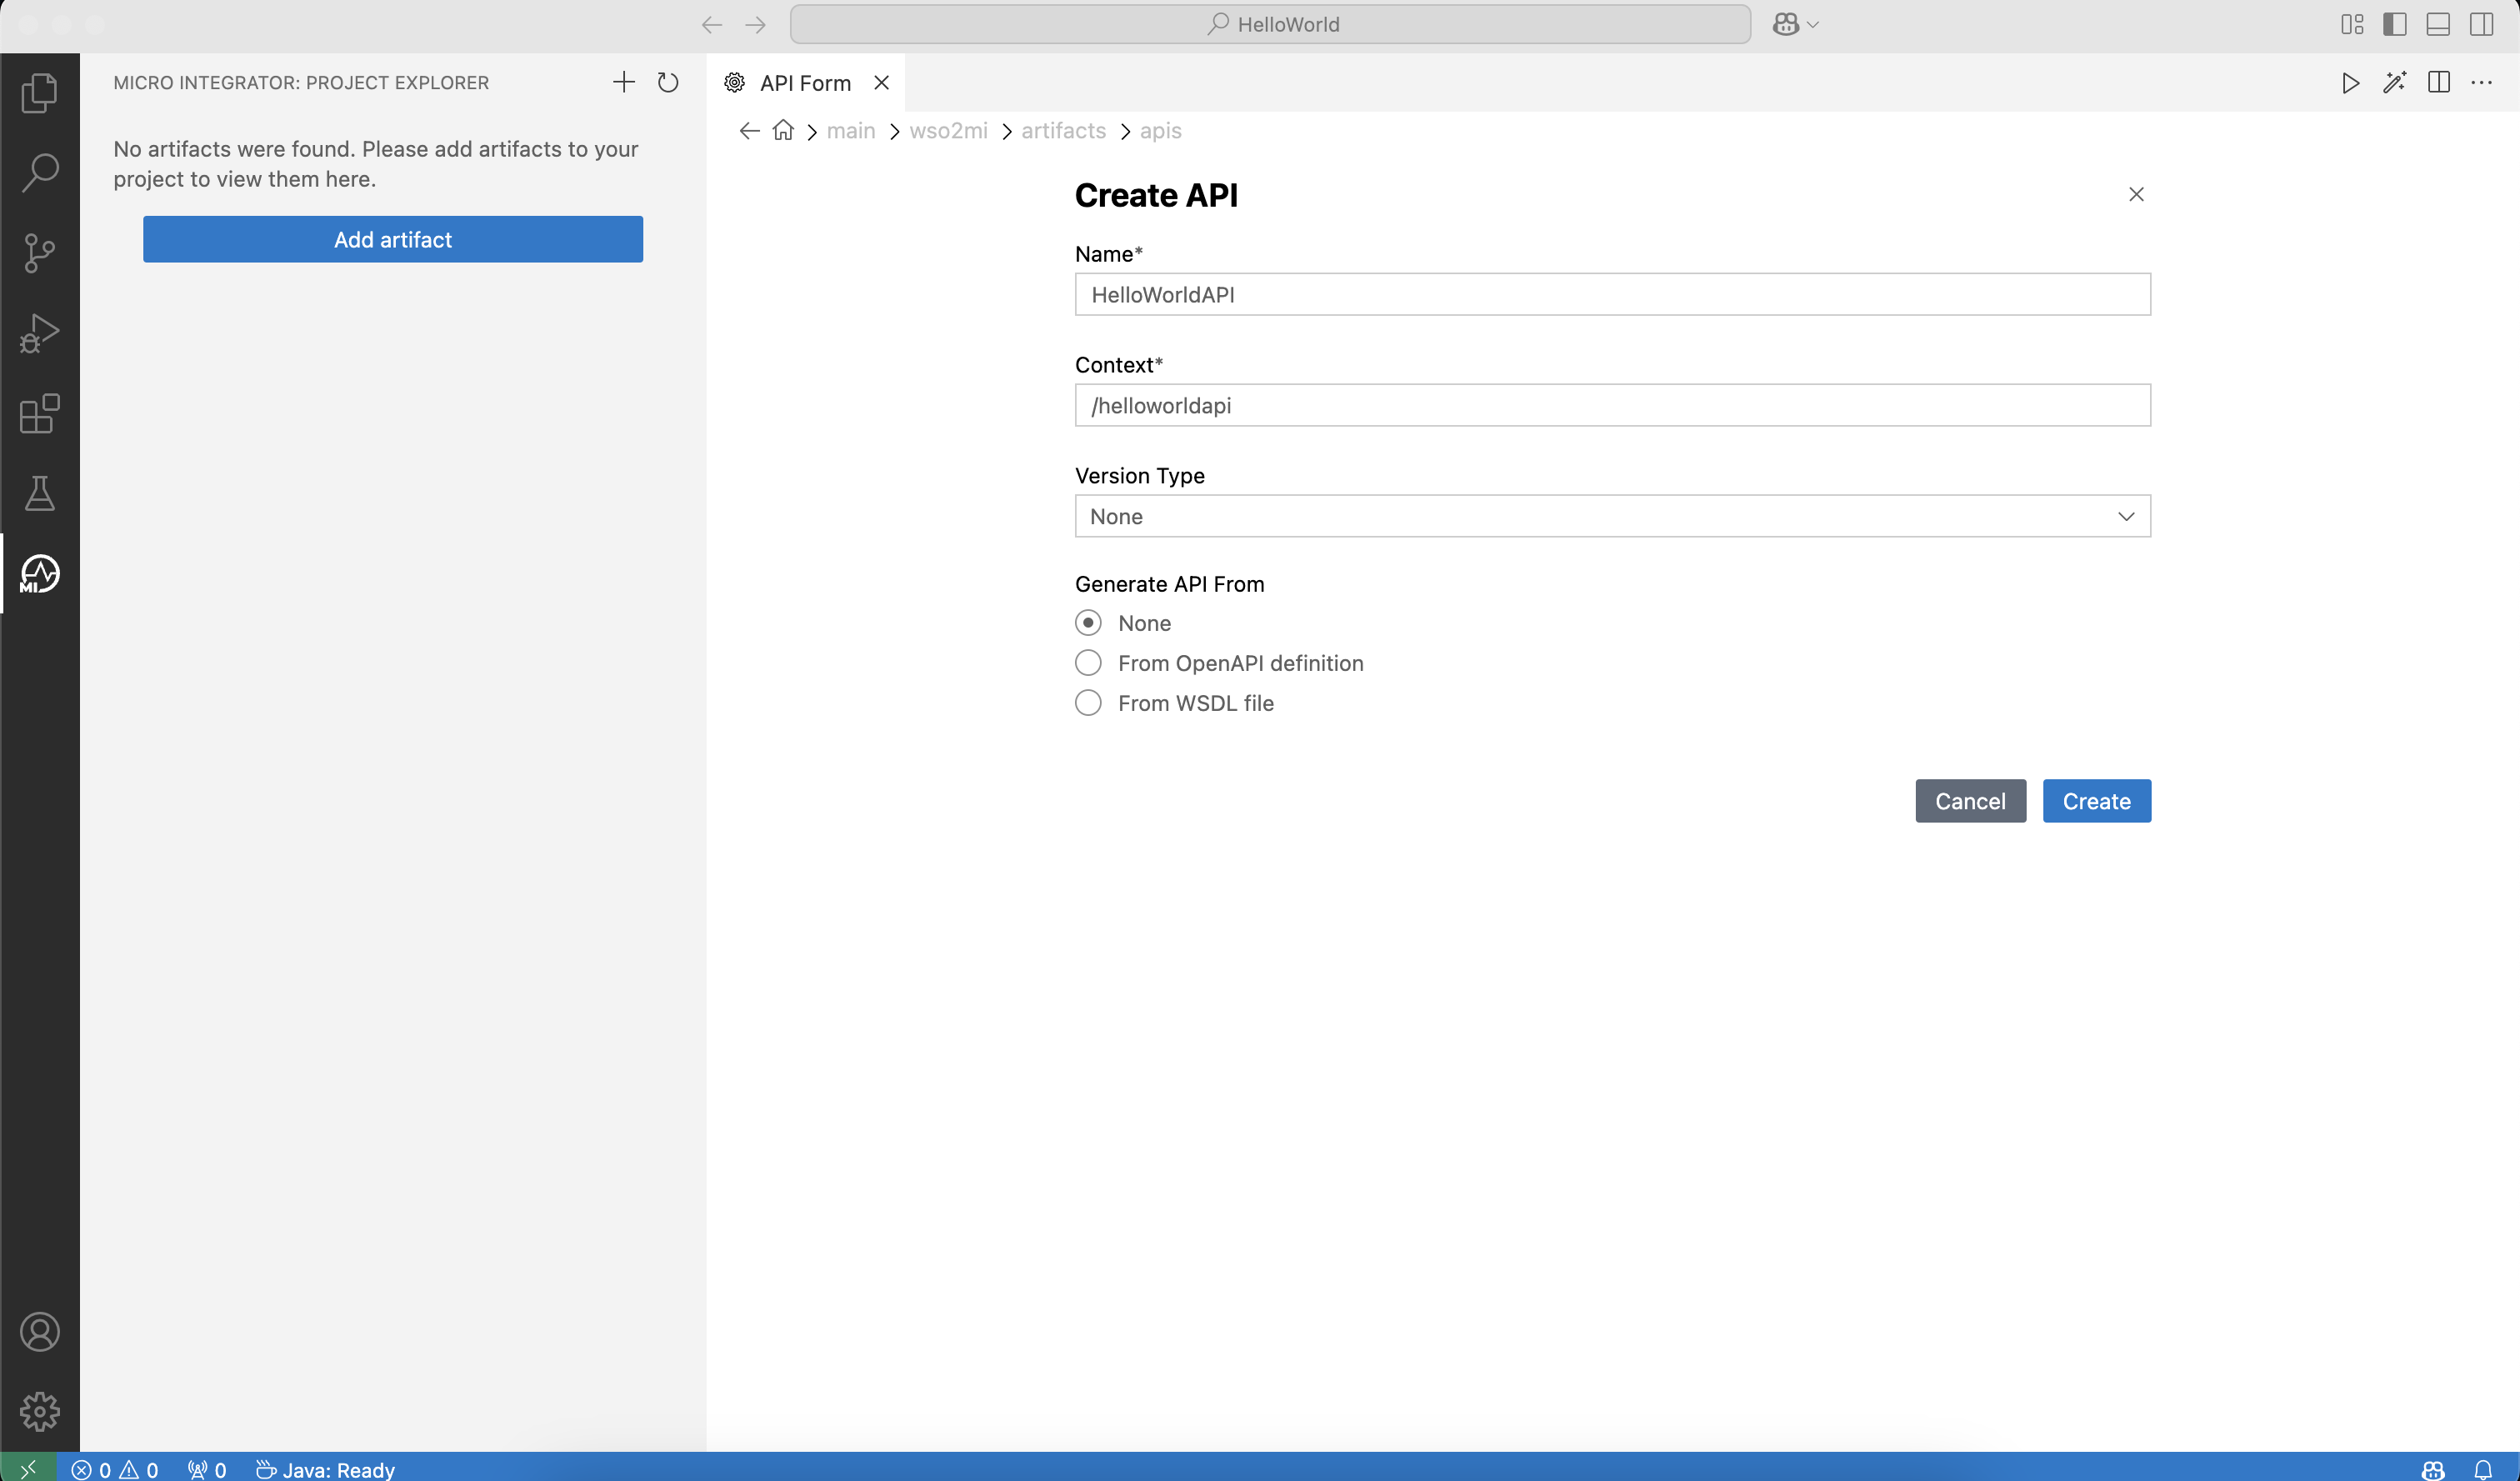 HelloWorld
MICRO INTEGRATOR: PROJECT EXPLORER
No artifacts were found. Please add artifacts to your
project to view them here.
Add artifact
API Form
main wso2mi artifacts apis
Create API
Name*
HelloWorldAPI
Context*
/helloworldapi
Version Type
None
Generate API From
None
From OpenAPI definition
From WSDL file
Cancel Create
MI
0 0 0 Java: Ready